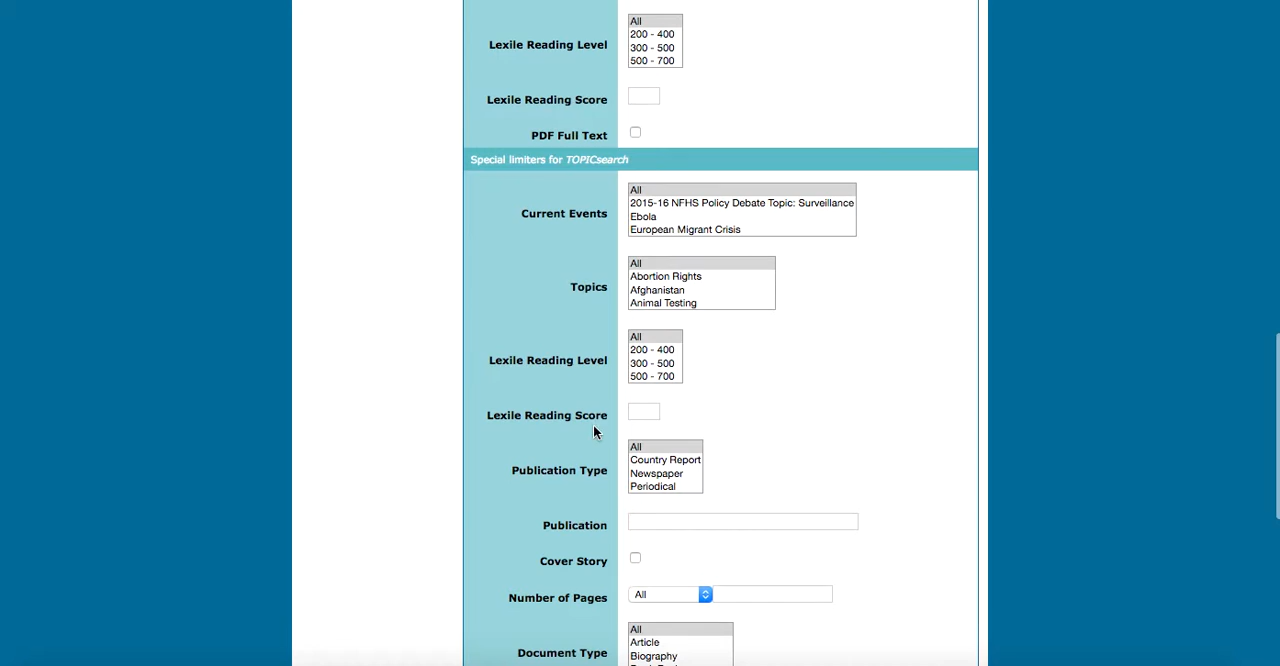 All
200 - 400
Lexile Reading Level
300 - 500
500 - 700
Lexile Reading Score
PDF Full Text
Special limiters for TOPICsearch
All
2015-16 NFHS Policy Debate Topic: Surveillance
Current Events
Ebola
European Migrant Crisis
All
Abortion Rights
Topics
Afghanistan
Animal Testing
All
200 - 400
Lexile Reading Level
300 - 500
500 - 700
Lexile Reading Score
All
Country Report
Publication Type
Newspaper
Periodical
Publication
Cover Story
Number of Pages All
All
Article
Document Type
Biography